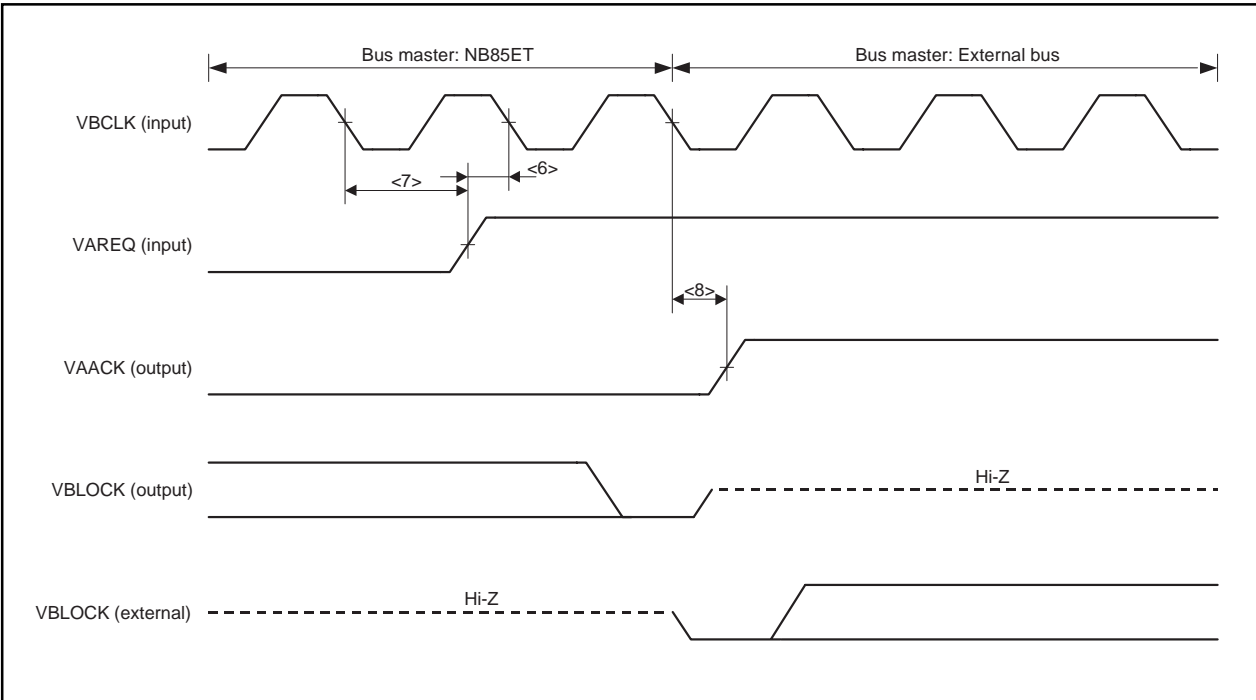 Bus master: NB85ET
Bus master: External bus
VBCLK (input)
<7>
<6>
VAREQ (input)
<8>
VAACK (output)
VBLOCK (output)
Hi-Z
VBLOCK (external)
Hi-Z